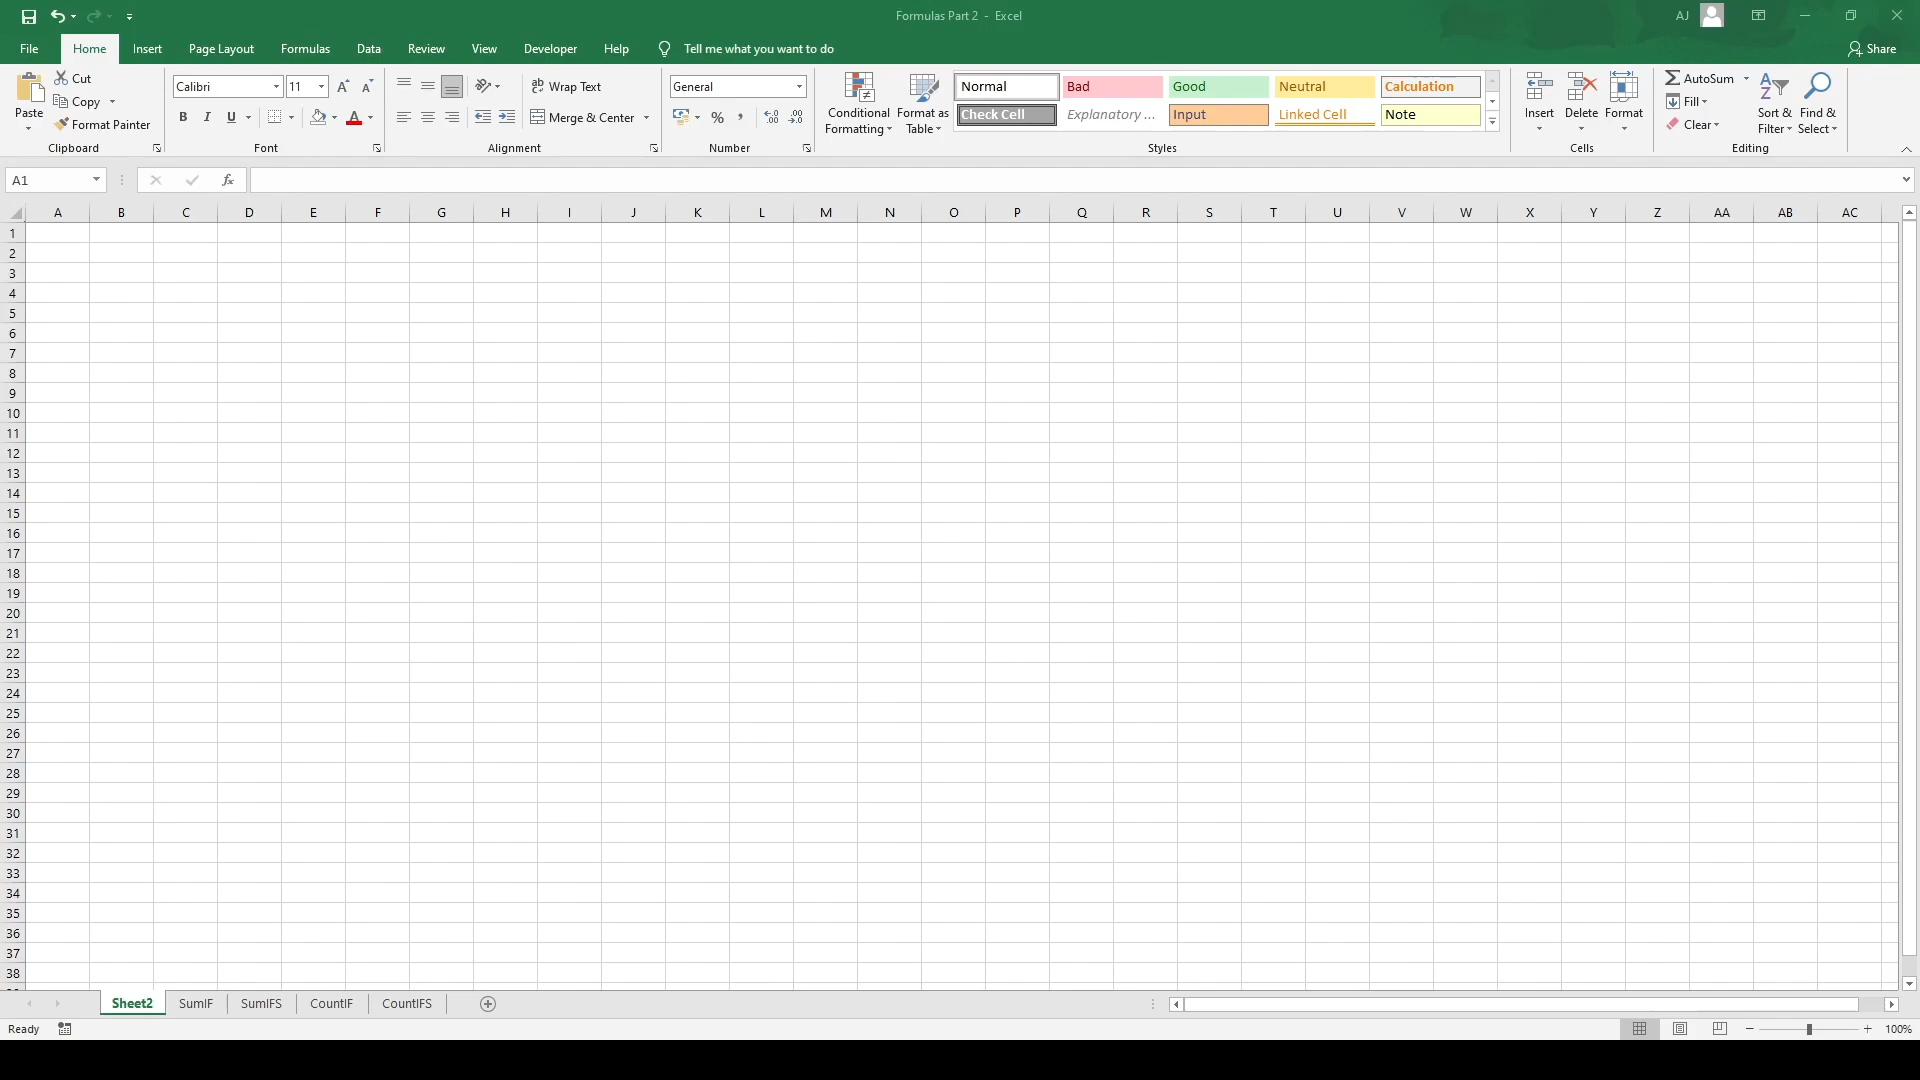 Formulas Part 2 - Excel
AJ
File Home Insert Page Layout Formulas Data Review View Developer Help Tell me what you want to do Share
Paste
Cut
Copy
Format Painter
Clipboard
Calibri 11
B I U
Font
Wrap Text
Merge & Center
Alignment
General
Number
Conditional Formatting
Format as Table
Normal Bad Good Neutral Calculation
Check Cell Explanatory ... Input Linked Cell Note
Styles
Insert Delete Format
Cells
AutoSum
Fill
Clear
Sort & Filter
Find & Select
Editing
A1
fx
A B C D E F G H I J K L M N O P Q R S T U V W X Y Z AA AB AC
1
2
3
4
5
6
7
8
9
10
11
12
13
14
15
16
17
18
19
20
21
22
23
24
25
26
27
28
29
30
31
32
33
34
35
36
37
38
Sheet2 SumIF SumIFS CountIF CountIFS
Ready
100%